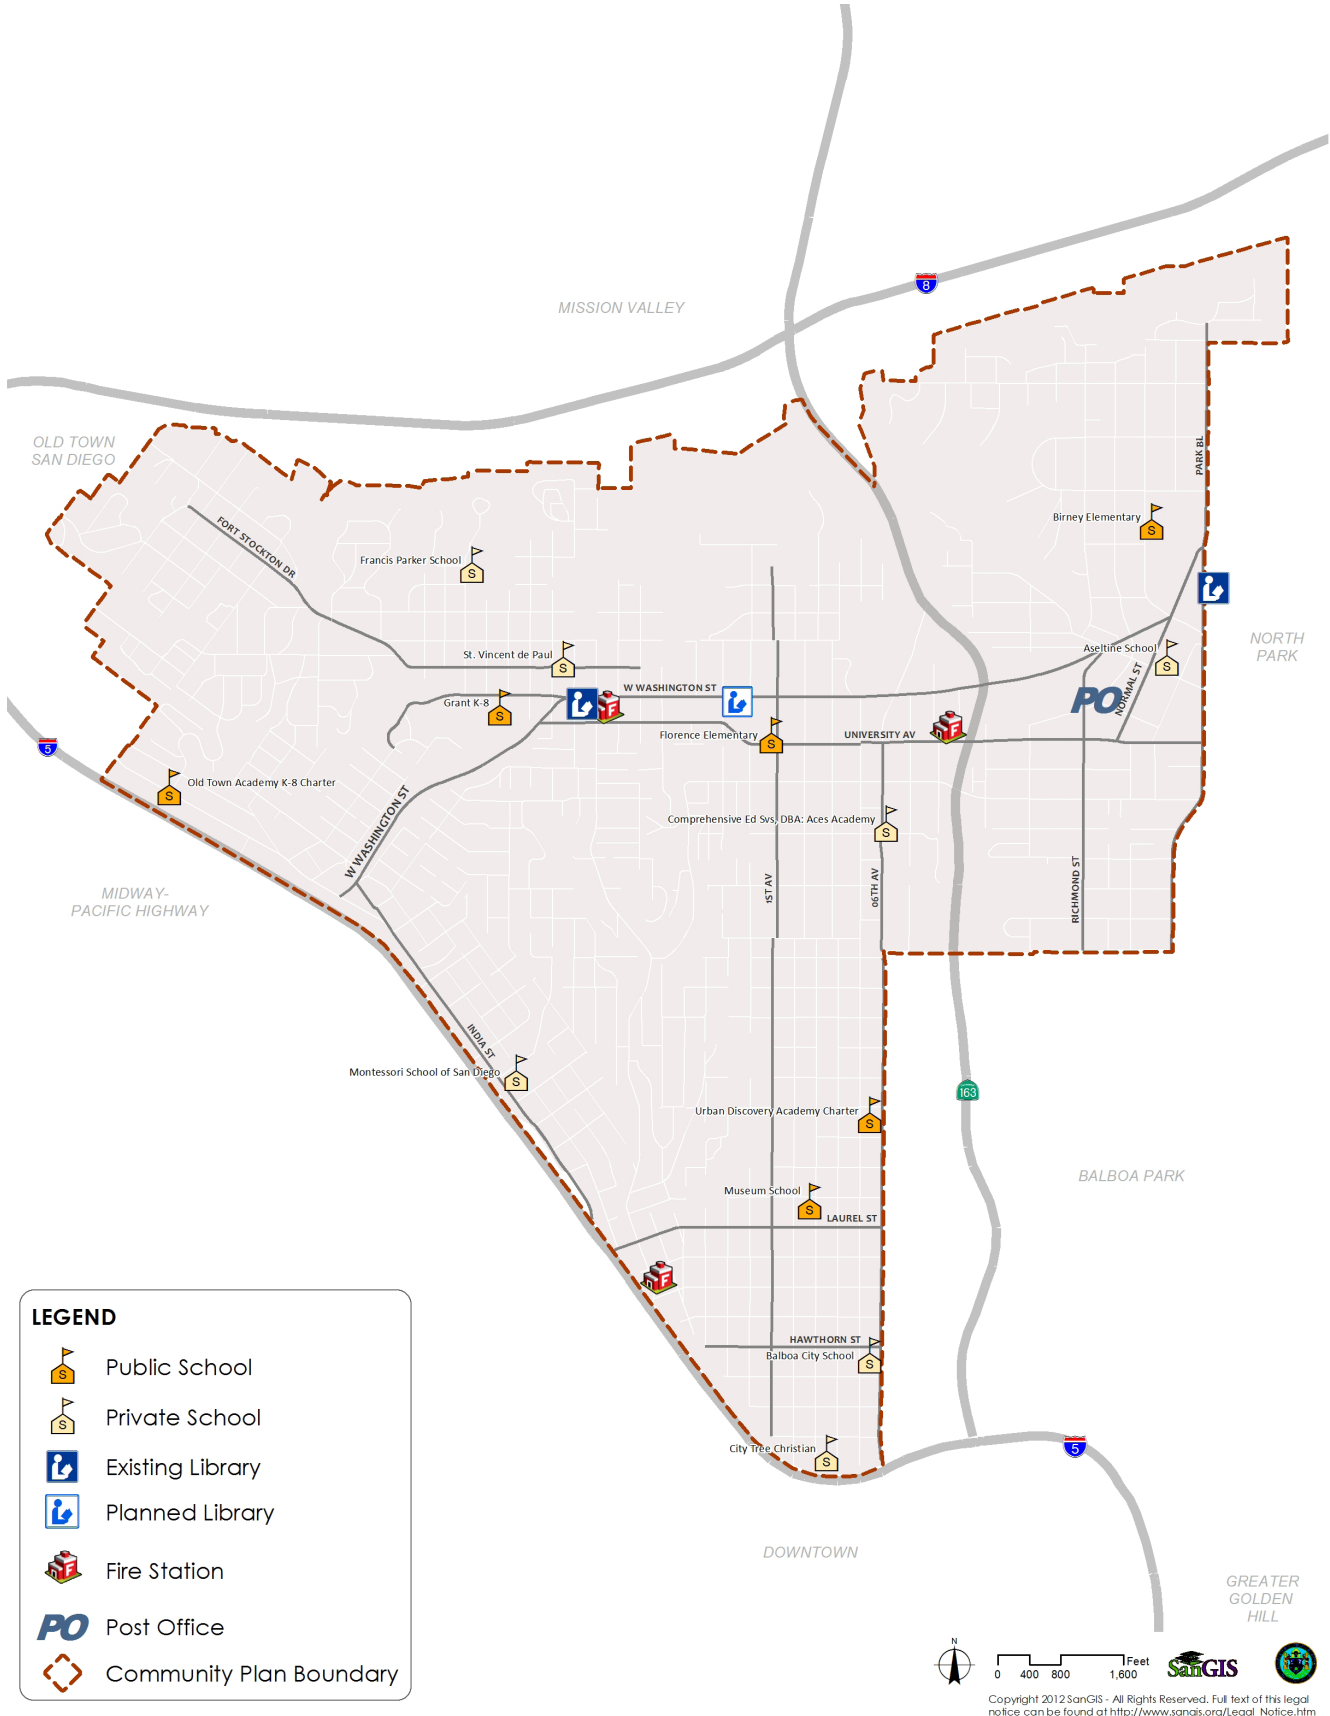 8
MISSION VALLEY
OLD TOWN
SAN DIEGO
PARK BL
FORT STOCKTON DR
Birney Elementary
Francis Parker School
S
S
NORTH
PARK
St. Vincent de Paul
S
Aseltine School
S
W WASHINGTON ST
Grant K-8
S
F
PO
NORMAL ST
Florence Elementary
S
UNIVERSITY AV
F
5
Old Town Academy K-8 Charter
S
W WASHINGTON ST
Comprehensive Ed Svs, DBA: Aces Academy
S
1ST AV
06TH AV
RICHMOND ST
MIDWAY-
PACIFIC HIGHWAY
INDIA ST
Montessori School of San Diego
S
163
Urban Discovery Academy Charter
S
BALBOA PARK
Museum School
S
LAUREL ST
F
HAWTHORN ST
Balboa City School
S
City Tree Christian
S
5
DOWNTOWN
GREATER
GOLDEN
HILL
LEGEND
S
Public School
S
Private School
Existing Library
Planned Library
F
Fire Station
PO
Post Office
Community Plan Boundary
N
Feet
0 400 800 1,600
SanGIS
Copyright 2012 SanGIS - All Rights Reserved. Full text of this legal
notice can be found at http://www.sangis.org/Legal_Notice.htm